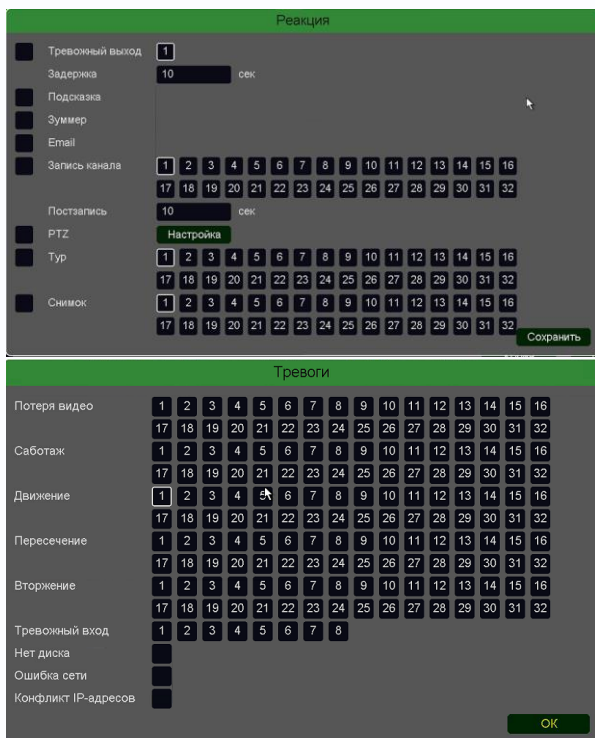 Реакция
Тревожный выход 1
Задержка 10 сек
Подсказка
Зуммер
Email
Запись канала 1 2 3 4 5 6 7 8 9 10 11 12 13 14 15 16
17 18 19 20 21 22 23 24 25 26 27 28 29 30 31 32
Постзапись 10 сек
PTZ Настройка
Тур 1 2 3 4 5 6 7 8 9 10 11 12 13 14 15 16
17 18 19 20 21 22 23 24 25 26 27 28 29 30 31 32
Снимок 1 2 3 4 5 6 7 8 9 10 11 12 13 14 15 16
17 18 19 20 21 22 23 24 25 26 27 28 29 30 31 32
Сохранить
Тревоги
Потеря видео 1 2 3 4 5 6 7 8 9 10 11 12 13 14 15 16
17 18 19 20 21 22 23 24 25 26 27 28 29 30 31 32
Саботаж 1 2 3 4 5 6 7 8 9 10 11 12 13 14 15 16
17 18 19 20 21 22 23 24 25 26 27 28 29 30 31 32
Движение 1 2 3 4 5 6 7 8 9 10 11 12 13 14 15 16
17 18 19 20 21 22 23 24 25 26 27 28 29 30 31 32
Пересечение 1 2 3 4 5 6 7 8 9 10 11 12 13 14 15 16
17 18 19 20 21 22 23 24 25 26 27 28 29 30 31 32
Вторжение 1 2 3 4 5 6 7 8 9 10 11 12 13 14 15 16
17 18 19 20 21 22 23 24 25 26 27 28 29 30 31 32
Тревожный вход 1 2 3 4 5 6 7 8
Нет диска
Ошибка сети
Конфликт IP-адресов
OK